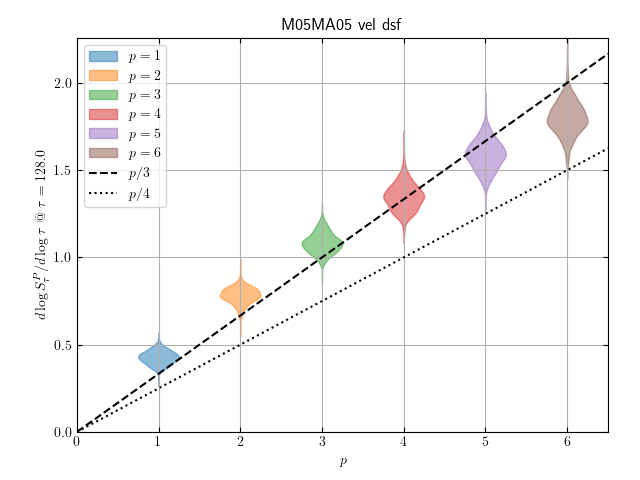 M05MA05 vel dsf
d log S_τ^P / d log τ @ τ = 128.0
2.0
1.5
1.0
0.5
0.0
p = 1
p = 2
p = 3
p = 4
p = 5
p = 6
p/3
p/4
0 1 2 3 4 5 6
p